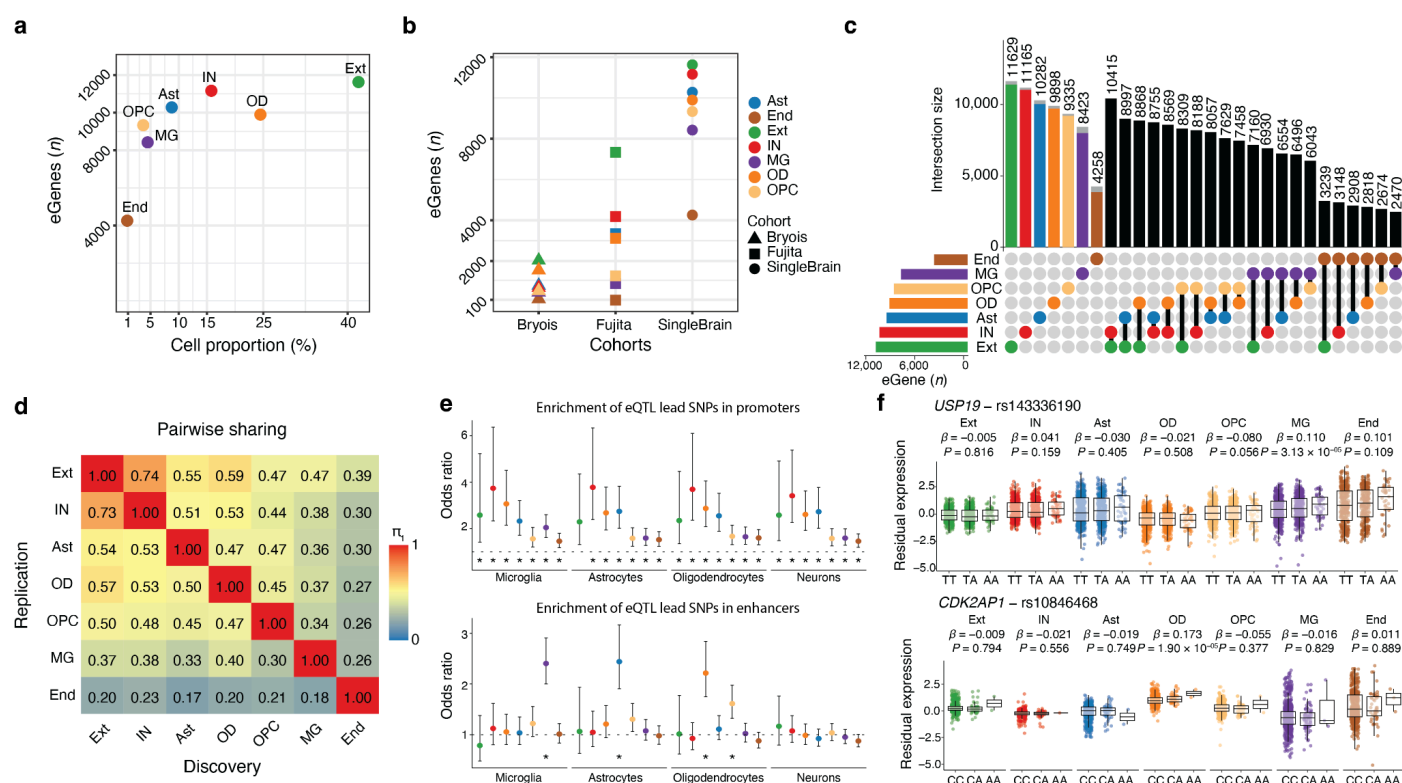 a
eGenes (n)
12000
10000
8000
4000
End
OPC
MG
Ast
IN
OD
Ext
1 5 10 15 25 40
Cell proportion (%)
b
eGenes (n)
12000
8000
4000
2000
100
Bryois Fujita SingleBrain
Cohorts
Ast
End
Ext
IN
MG
OD
OPC
Cohort
Bryois
Fujita
SingleBrain
c
Intersection size
10,000
5,000
0
11629 11165 10282 9898 9335 8423 4258 10415 8997 8868 8755 8569 8309 8188 8057 7629 7458 7160 6930 6554 6496 6043 3239 3148 2908 2818 2674 2470
End
MG
OPC
OD
Ast
IN
Ext
12,000 6,000 0
eGene (n)
d
Pairwise sharing
Replication
Ext 1.00 0.74 0.55 0.59 0.47 0.47 0.39
IN 0.73 1.00 0.51 0.53 0.44 0.38 0.30
Ast 0.54 0.53 1.00 0.47 0.47 0.36 0.30
OD 0.57 0.53 0.50 1.00 0.45 0.37 0.27
OPC 0.50 0.48 0.45 0.47 1.00 0.34 0.26
MG 0.37 0.38 0.33 0.40 0.30 1.00 0.26
End 0.20 0.23 0.17 0.20 0.21 0.18 1.00
Ext IN Ast OD OPC MG End
Discovery
π1
1
0
e
Enrichment of eQTL lead SNPs in promoters
Odds ratio
6
4
2
* * * * * * * * * * * * * * * * * * * * * * * * * * * *
Microglia Astrocytes Oligodendrocytes Neurons
Enrichment of eQTL lead SNPs in enhancers
Odds ratio
3
2
1
* * * *
Microglia Astrocytes Oligodendrocytes Neurons
f
USP19 – rs143336190
Ext IN Ast OD OPC MG End
β = −0.005 β = 0.041 β = −0.030 β = −0.021 β = −0.080 β = 0.110 β = 0.101
P = 0.816 P = 0.159 P = 0.405 P = 0.508 P = 0.056 P = 3.13 × 10−05 P = 0.109
Residual expression
2.5
0.0
−2.5
−5.0
TT TA AA TT TA AA TT TA AA TT TA AA TT TA AA TT TA AA TT TA AA
CDK2AP1 – rs10846468
Ext IN Ast OD OPC MG End
β = −0.009 β = −0.021 β = −0.019 β = 0.173 β = −0.055 β = −0.016 β = 0.011
P = 0.794 P = 0.556 P = 0.749 P = 1.90 × 10−05 P = 0.377 P = 0.829 P = 0.889
Residual expression
2.5
0.0
−2.5
−5.0
CC CA AA CC CA AA CC CA AA CC CA AA CC CA AA CC CA AA CC CA AA